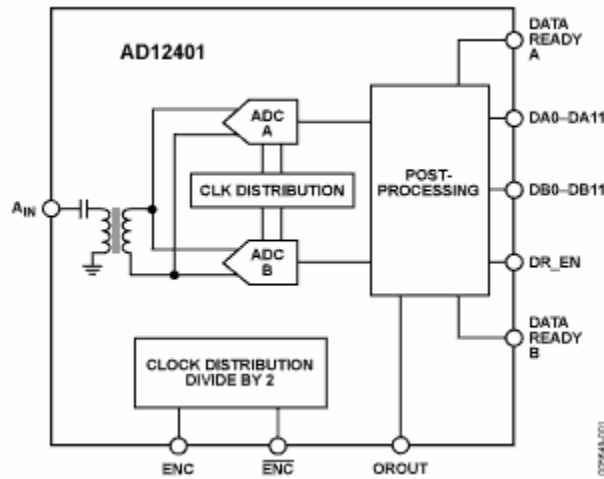 DATA
READY
A
AD12401
ADC
A
DA0–DA11
POST-
PROCESSING
CLK DISTRIBUTION
DB0–DB11
AIN
ADC
B
DR_EN
DATA
READY
B
CLOCK DISTRIBUTION
DIVIDE BY 2
ENC
ENC
OROUT